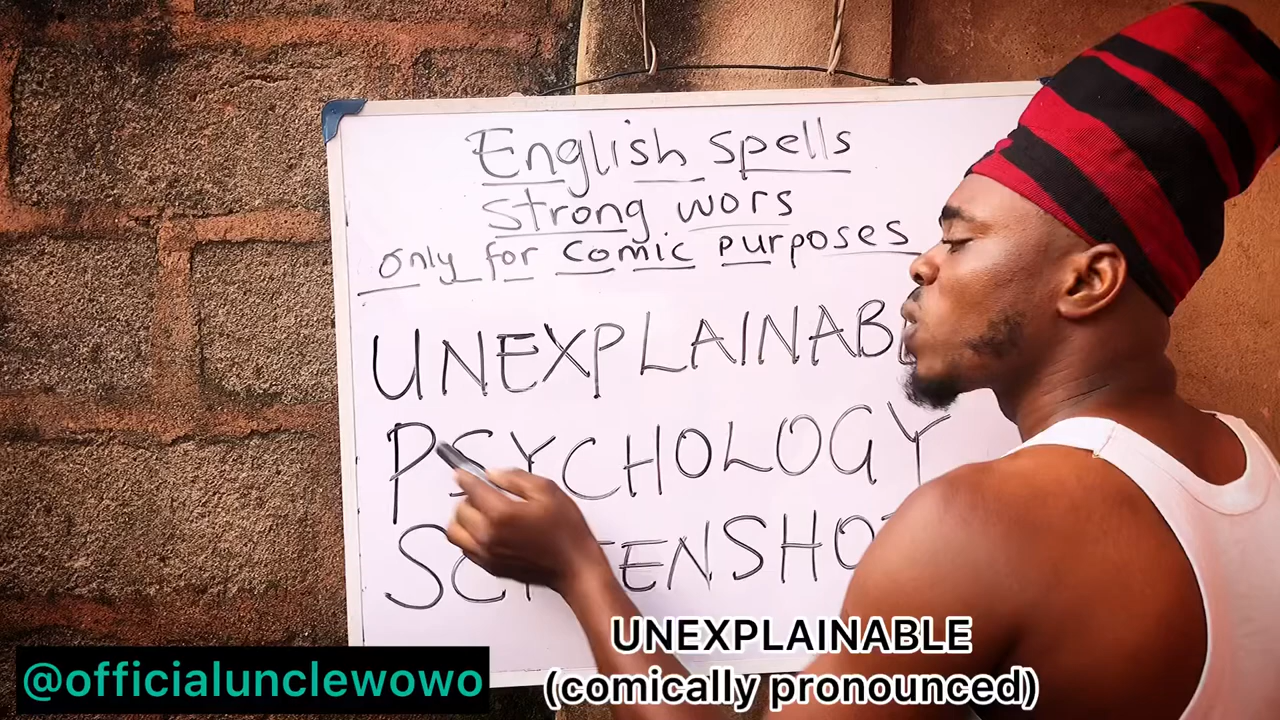 English spells
strong wors
only for comic purposes
UNEXPLAINAB
PSYCHOLOGY
UNEXPLAINABLE
(comically pronounced)
@officialunclewowo